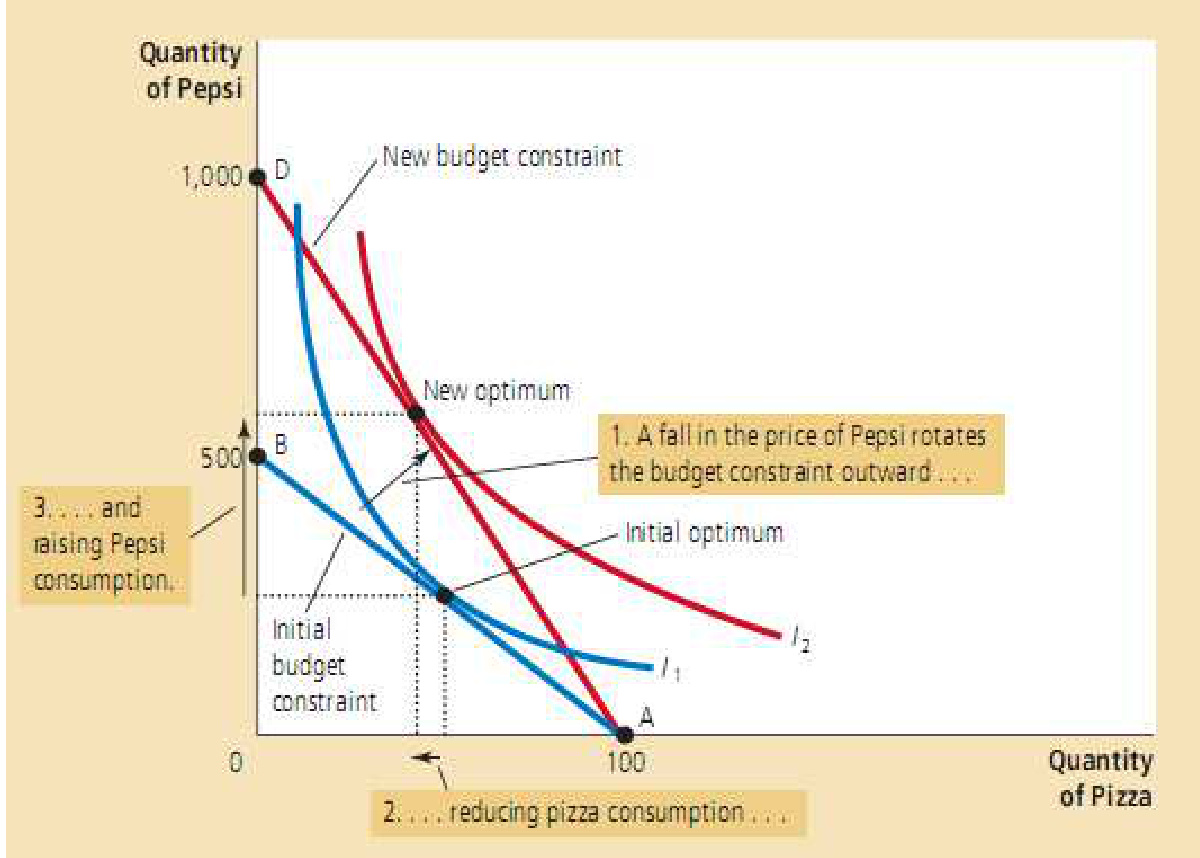 Quantity
of Pepsi
1,000
D
New budget constraint
New optimum
500
B
1. A fall in the price of Pepsi rotates
the budget constraint outward . . .
3. . . . and
raising Pepsi
consumption.
Initial optimum
Initial
budget
constraint
I2
I1
A
0
100
Quantity
of Pizza
2. . . . reducing pizza consumption . . .